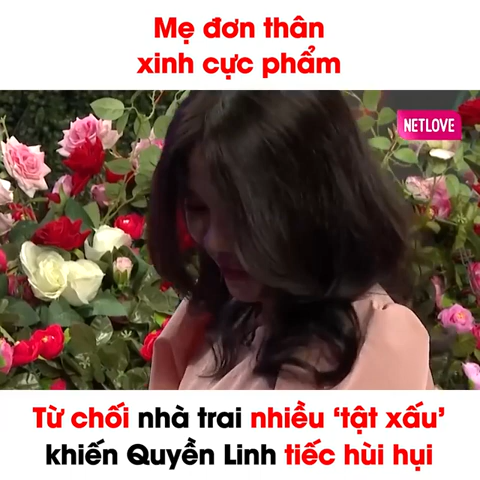 Mẹ đơn thân
xinh cực phẩm
NETLOVE
Từ chối nhà trai nhiều ‘tật xấu’
khiến Quyền Linh tiếc hùi hụi